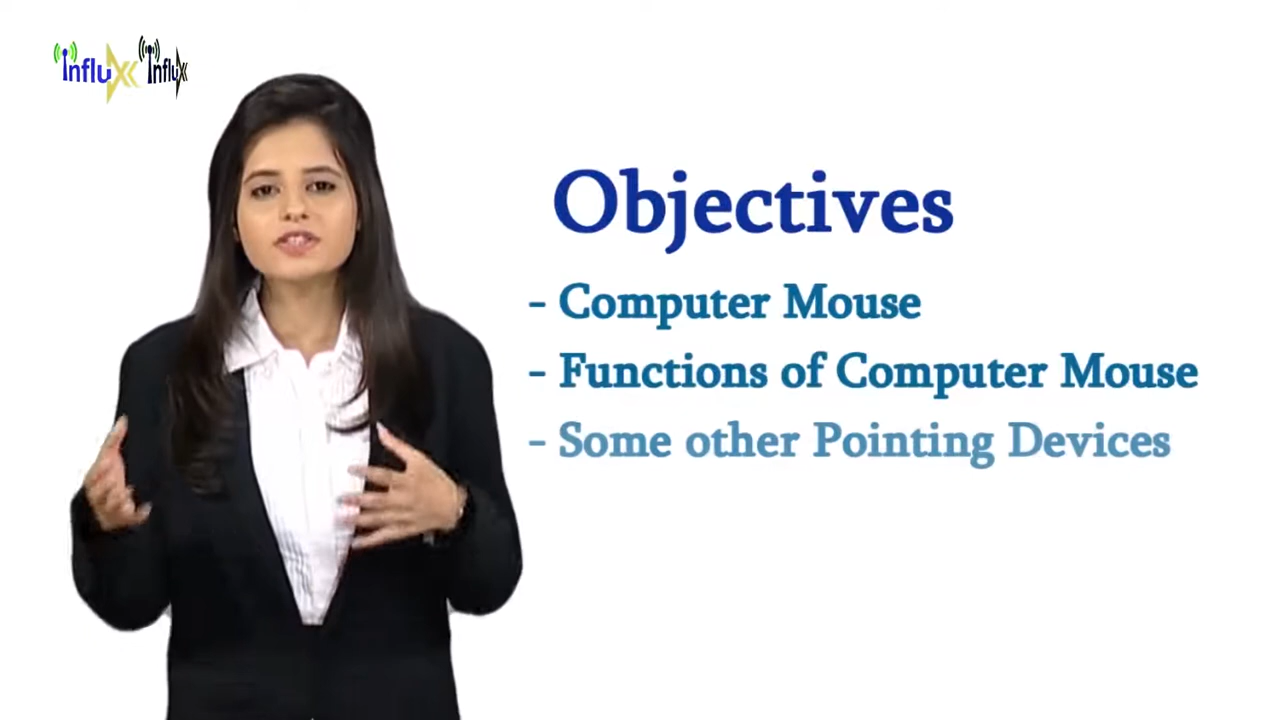 Influx Influx
Objectives
- Computer Mouse
- Functions of Computer Mouse
- Some other Pointing Devices